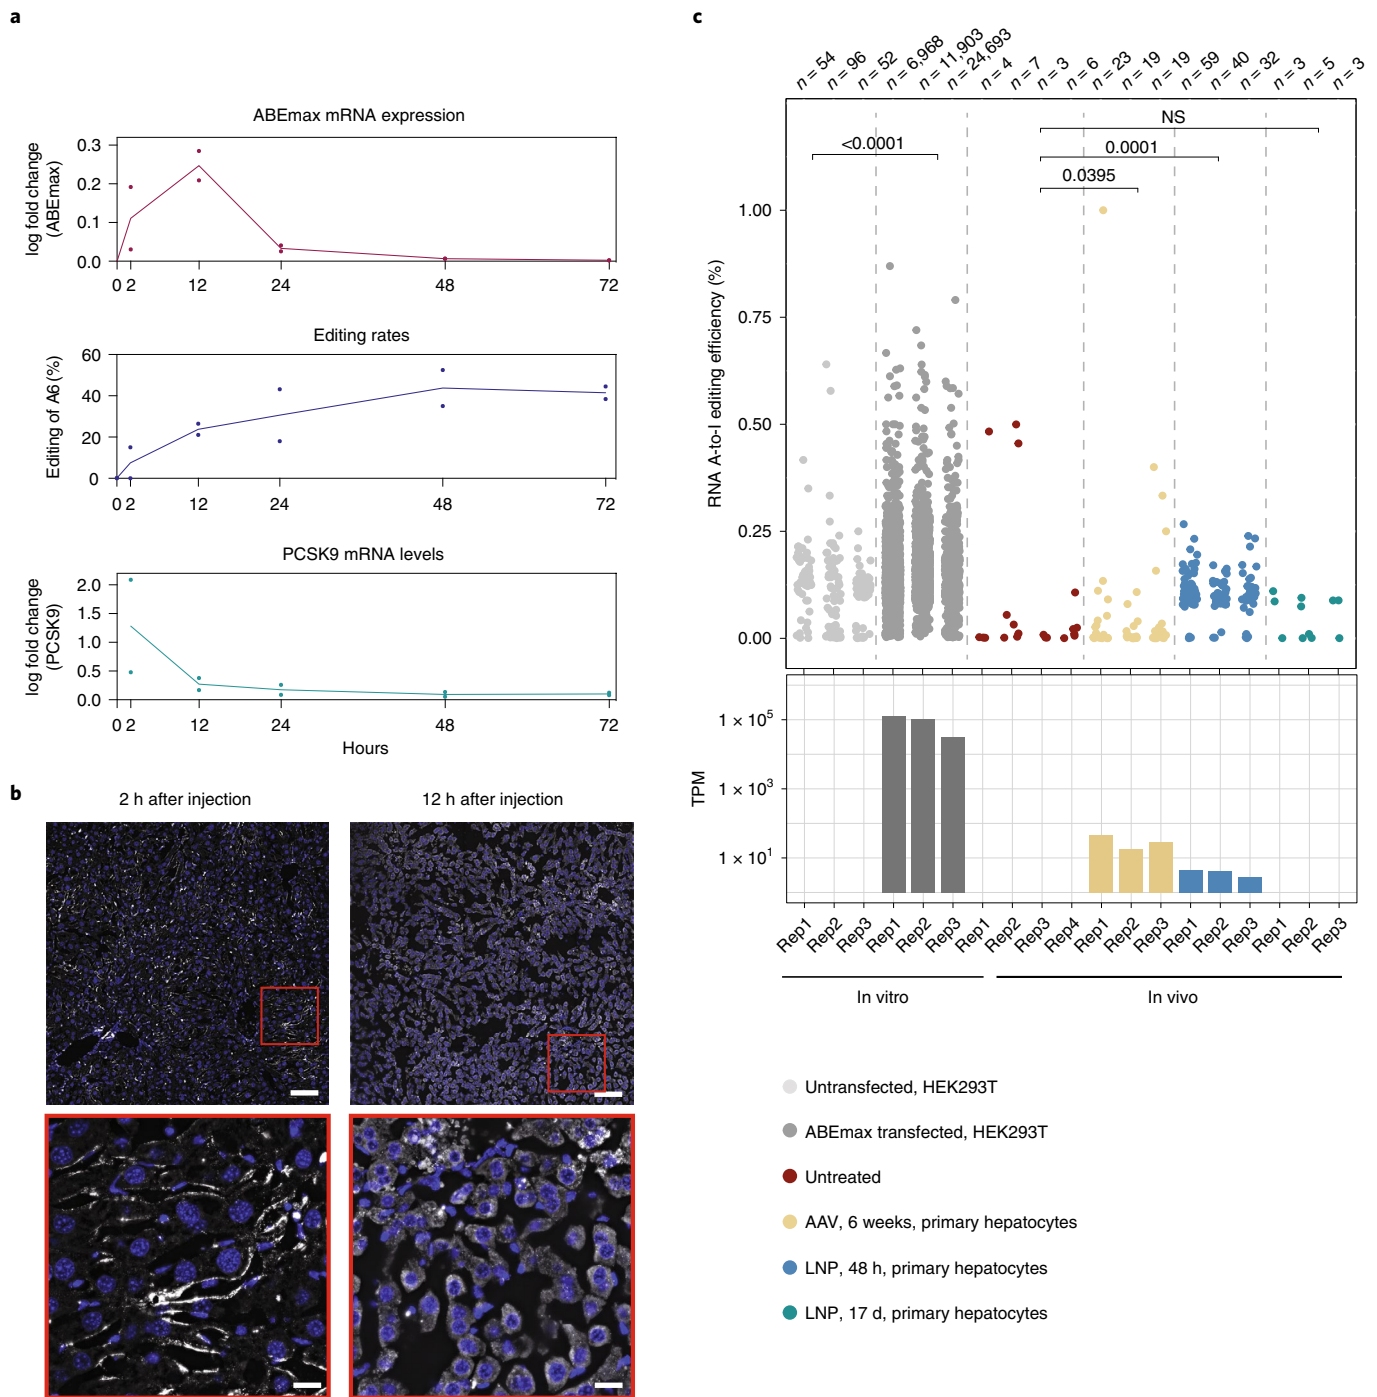 a
ABEmax mRNA expression
log fold change
(ABEmax)
0.3
0.2
0.1
0.0
0 2 12 24 48 72
Editing rates
Editing of A6 (%)
60
40
20
0
0 2 12 24 48 72
PCSK9 mRNA levels
log fold change
(PCSK9)
2.0
1.5
1.0
0.5
0.0
0 2 12 24 48 72
Hours
b
2 h after injection
12 h after injection
c
n = 54
n = 96
n = 52
n = 6,968
n = 11,903
n = 24,693
n = 4
n = 7
n = 3
n = 6
n = 23
n = 19
n = 19
n = 59
n = 40
n = 32
n = 3
n = 5
n = 3
NS
<0.0001
0.0001
0.0395
RNA A-to-I editing efficiency (%)
1.00
0.75
0.50
0.25
0.00
TPM
1 × 10⁵
1 × 10³
1 × 10¹
Rep1 Rep2 Rep3 Rep1 Rep2 Rep3 Rep1 Rep2 Rep3 Rep4 Rep1 Rep2 Rep3 Rep1 Rep2 Rep3 Rep1 Rep2 Rep3
In vitro
In vivo
Untransfected, HEK293T
ABEmax transfected, HEK293T
Untreated
AAV, 6 weeks, primary hepatocytes
LNP, 48 h, primary hepatocytes
LNP, 17 d, primary hepatocytes